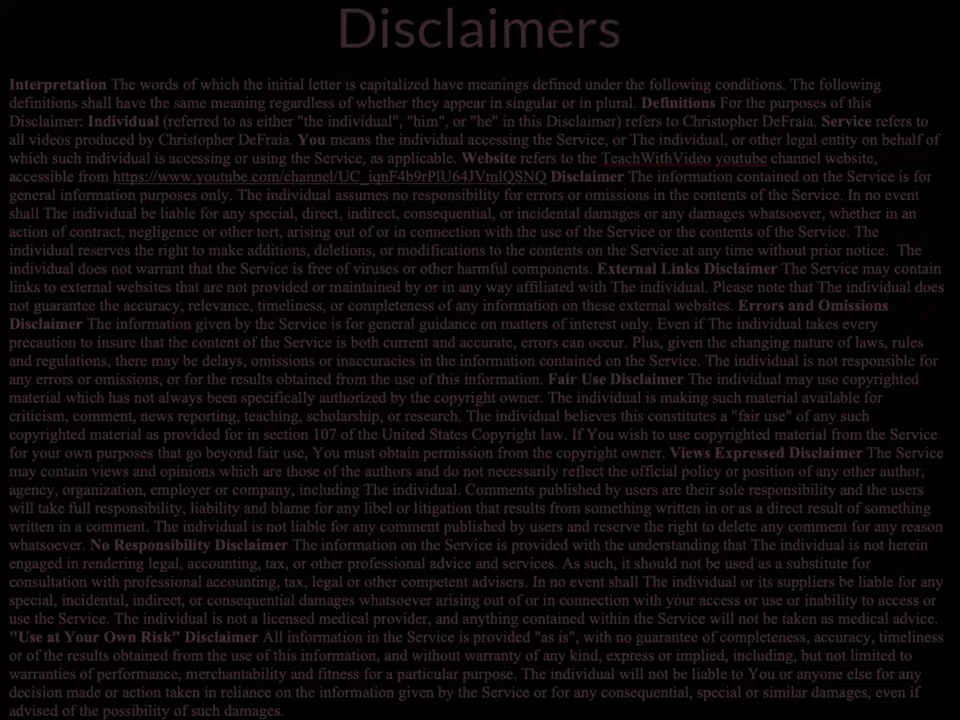 Disclaimers
Interpretation The words of which the initial letter is capitalized have meanings defined under the following conditions. The following
definitions shall have the same meaning regardless of whether they appear in singular or in plural. Definitions For the purposes of this
Disclaimer: Individual (referred to as either "the individual", "him", or "he" in this Disclaimer) refers to Christopher DeFraia. Service refers to
all videos produced by Christopher DeFraia. You means the individual accessing the Service, or The individual, or other legal entity on behalf of
which such individual is accessing or using the Service, as applicable. Website refers to the TeachWithVideo youtube channel website,
accessible from https://www.youtube.com/channel/UC_iqnF4b9rPlU64JVmlQSNQ Disclaimer The information contained on the Service is for
general information purposes only. The individual assumes no responsibility for errors or omissions in the contents of the Service. In no event
shall The individual be liable for any special, direct, indirect, consequential, or incidental damages or any damages whatsoever, whether in an
action of contract, negligence or other tort, arising out of or in connection with the use of the Service or the contents of the Service. The
individual reserves the right to make additions, deletions, or modifications to the contents on the Service at any time without prior notice. The
individual does not warrant that the Service is free of viruses or other harmful components. External Links Disclaimer The Service may contain
links to external websites that are not provided or maintained by or in any way affiliated with The individual. Please note that The individual does
not guarantee the accuracy, relevance, timeliness, or completeness of any information on these external websites. Errors and Omissions
Disclaimer The information given by the Service is for general guidance on matters of interest only. Even if The individual takes every
precaution to insure that the content of the Service is both current and accurate, errors can occur. Plus, given the changing nature of laws, rules
and regulations, there may be delays, omissions or inaccuracies in the information contained on the Service. The individual is not responsible for
any errors or omissions, or for the results obtained from the use of this information. Fair Use Disclaimer The individual may use copyrighted
material which has not always been specifically authorized by the copyright owner. The individual is making such material available for
criticism, comment, news reporting, teaching, scholarship, or research. The individual believes this constitutes a "fair use" of any such
copyrighted material as provided for in section 107 of the United States Copyright law. If You wish to use copyrighted material from the Service
for your own purposes that go beyond fair use, You must obtain permission from the copyright owner. Views Expressed Disclaimer The Service
may contain views and opinions which are those of the authors and do not necessarily reflect the official policy or position of any other author,
agency, organization, employer or company, including The individual. Comments published by users are their sole responsibility and the users
will take full responsibility, liability and blame for any libel or litigation that results from something written in or as a direct result of something
written in a comment. The individual is not liable for any comment published by users and reserve the right to delete any comment for any reason
whatsoever. No Responsibility Disclaimer The information on the Service is provided with the understanding that The individual is not herein
engaged in rendering legal, accounting, tax, or other professional advice and services. As such, it should not be used as a substitute for
consultation with professional accounting, tax, legal or other competent advisers. In no event shall The individual or its suppliers be liable for any
special, incidental, indirect, or consequential damages whatsoever arising out of or in connection with your access or use or inability to access or
use the Service. The individual is not a licensed medical provider, and anything contained within the Service will not be taken as medical advice.
"Use at Your Own Risk" Disclaimer All information in the Service is provided "as is", with no guarantee of completeness, accuracy, timeliness
or of the results obtained from the use of this information, and without warranty of any kind, express or implied, including, but not limited to
warranties of performance, merchantability and fitness for a particular purpose. The individual will not be liable to You or anyone else for any
decision made or action taken in reliance on the information given by the Service or for any consequential, special or similar damages, even if
advised of the possibility of such damages.